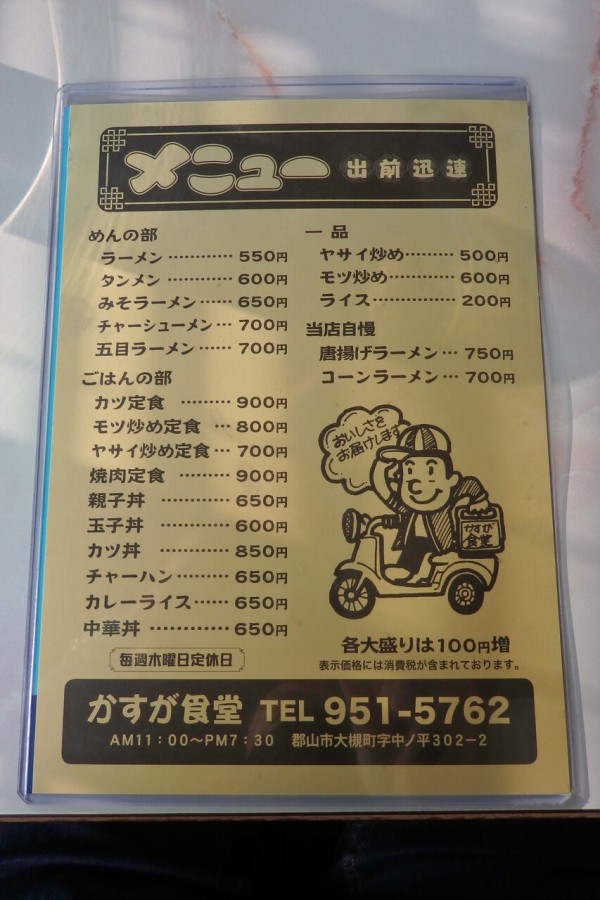 メニュー 出前迅速
めんの部
ラーメン………… 550円
タンメン………… 600円
みそラーメン…… 650円
チャーシューメン… 700円
五目ラーメン…… 700円
ごはんの部
カツ定食 ……… 900円
モツ炒め定食 … 800円
ヤサイ炒め定食… 700円
焼肉定食 ……… 900円
親子丼 ………… 650円
玉子丼 ………… 600円
カツ丼 ………… 850円
チャーハン……… 650円
カレーライス…… 650円
中華丼 ………… 650円
毎週木曜日定休日
一品
ヤサイ炒め……… 500円
モツ炒め………… 600円
ライス…………… 200円
当店自慢
唐揚げラーメン… 750円
コーンラーメン… 700円
おいしさを
お届けします
かすが
食堂
各大盛りは100円増
表示価格には消費税が含まれております。
かすが食堂 TEL 951-5762
AM11:00〜PM7:30 郡山市大槻町字中ノ平302-2